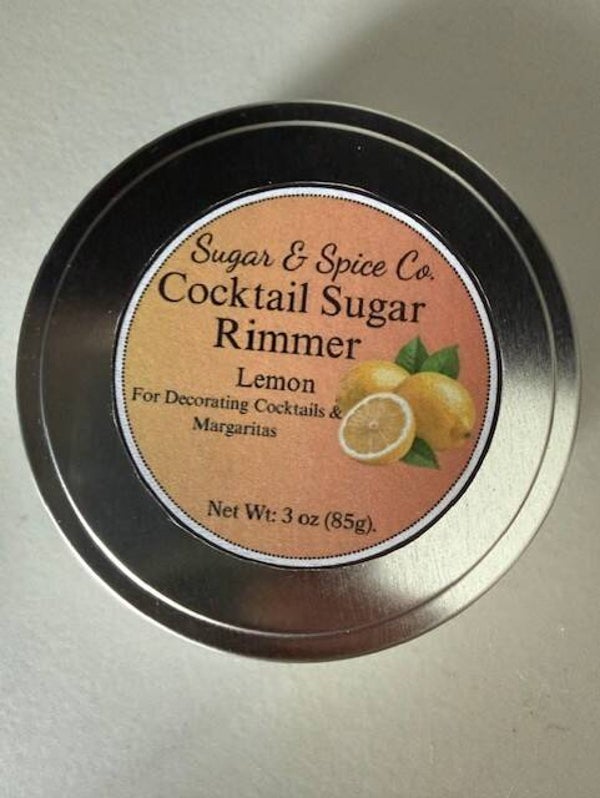 Sugar & Spice Co.
Cocktail Sugar
Rimmer
Lemon
For Decorating Cocktails &
Margaritas
Net Wt: 3 oz (85g).